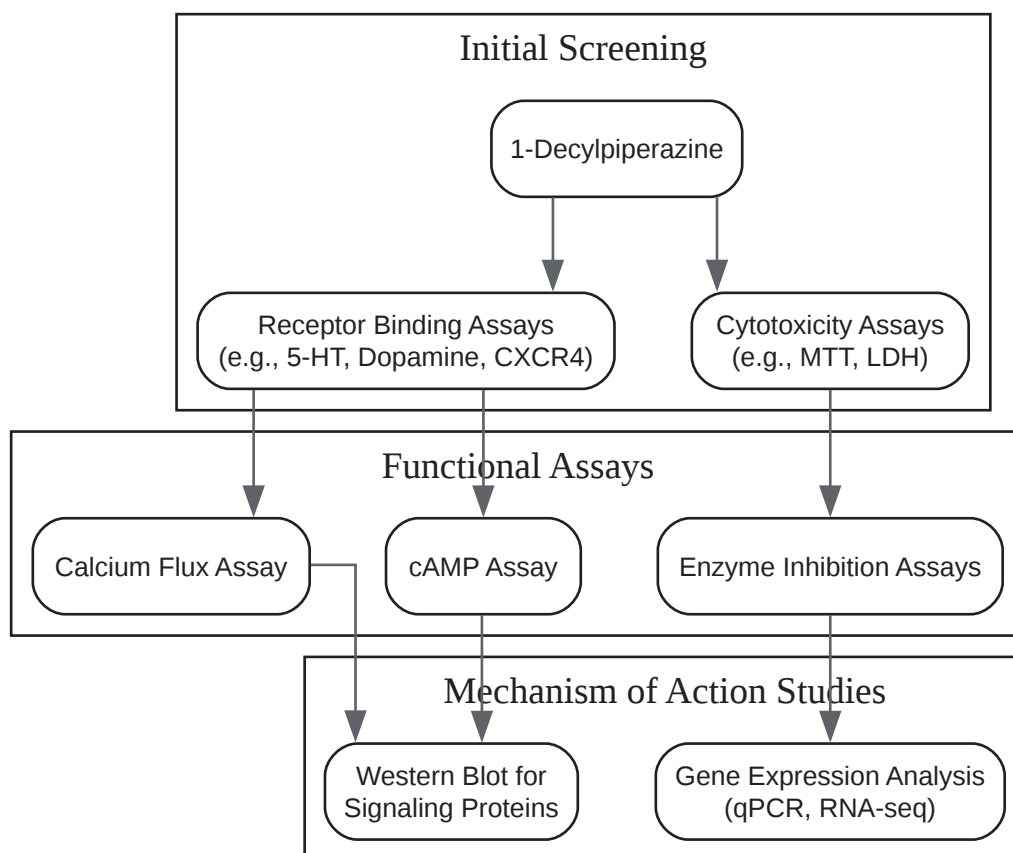 Initial Screening
1-Decylpiperazine
Receptor Binding Assays
(e.g., 5-HT, Dopamine, CXCR4)
Cytotoxicity Assays
(e.g., MTT, LDH)
Functional Assays
Calcium Flux Assay
cAMP Assay
Enzyme Inhibition Assays
Mechanism of Action Studies
Western Blot for
Signaling Proteins
Gene Expression Analysis
(qPCR, RNA-seq)